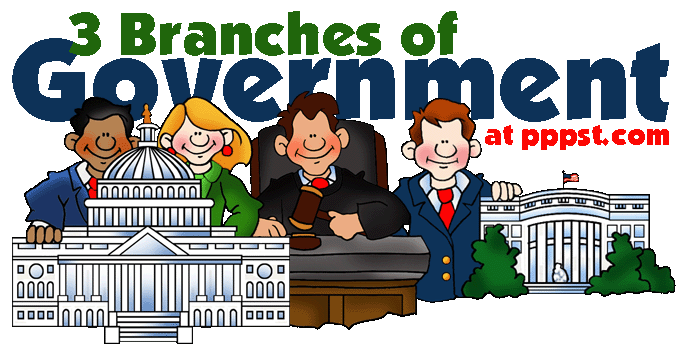 3 Branches of
Government
at pppst.com